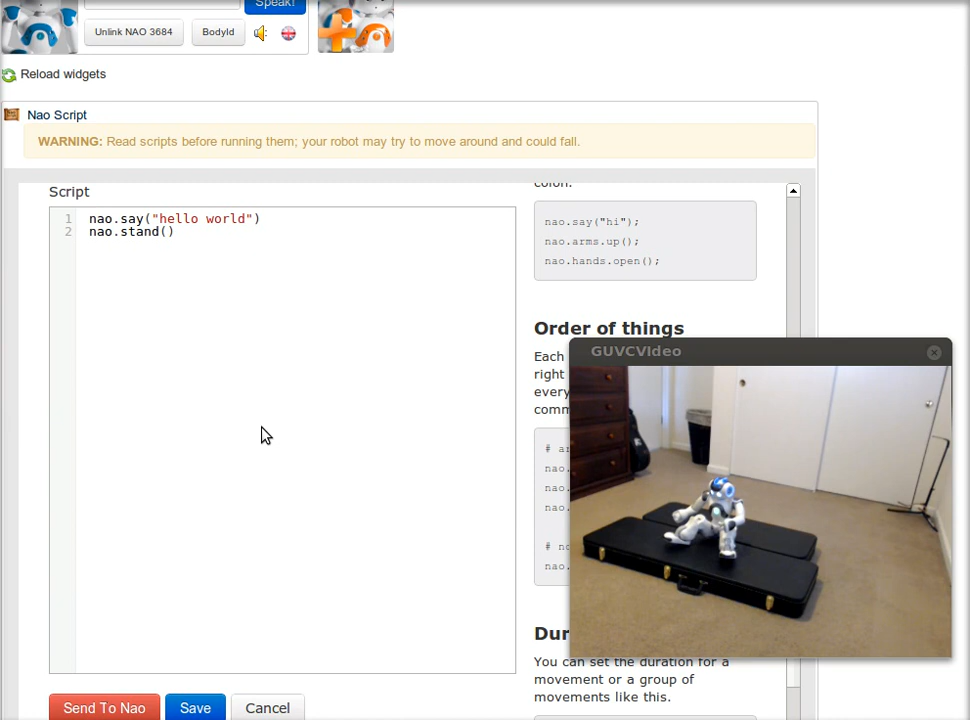 Speak!
Unlink NAO 3684
BodyId
Reload widgets
Nao Script
WARNING: Read scripts before running them; your robot may try to move around and could fall.
Script
1 nao.say("hello world")
2 nao.stand()
Send To Nao
Save
Cancel
colon.
nao.say("hi");
nao.arms.up();
nao.hands.open();
Order of things
Each
right
every
comm
# ar
nao.
nao.
nao.
# no
nao.
Dur
You can set the duration for a
movement or a group of
movements like this.
GUVCVideo